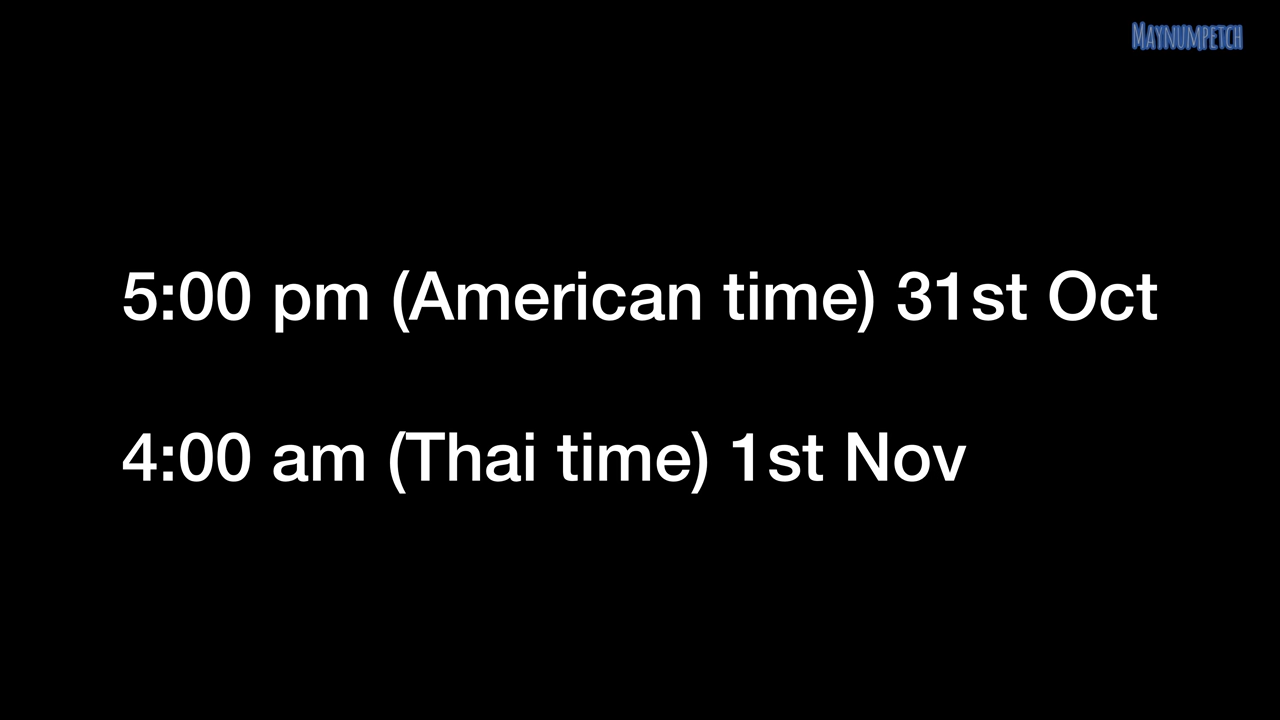 Maynumpetch
5:00 pm (American time) 31st Oct
4:00 am (Thai time) 1st Nov